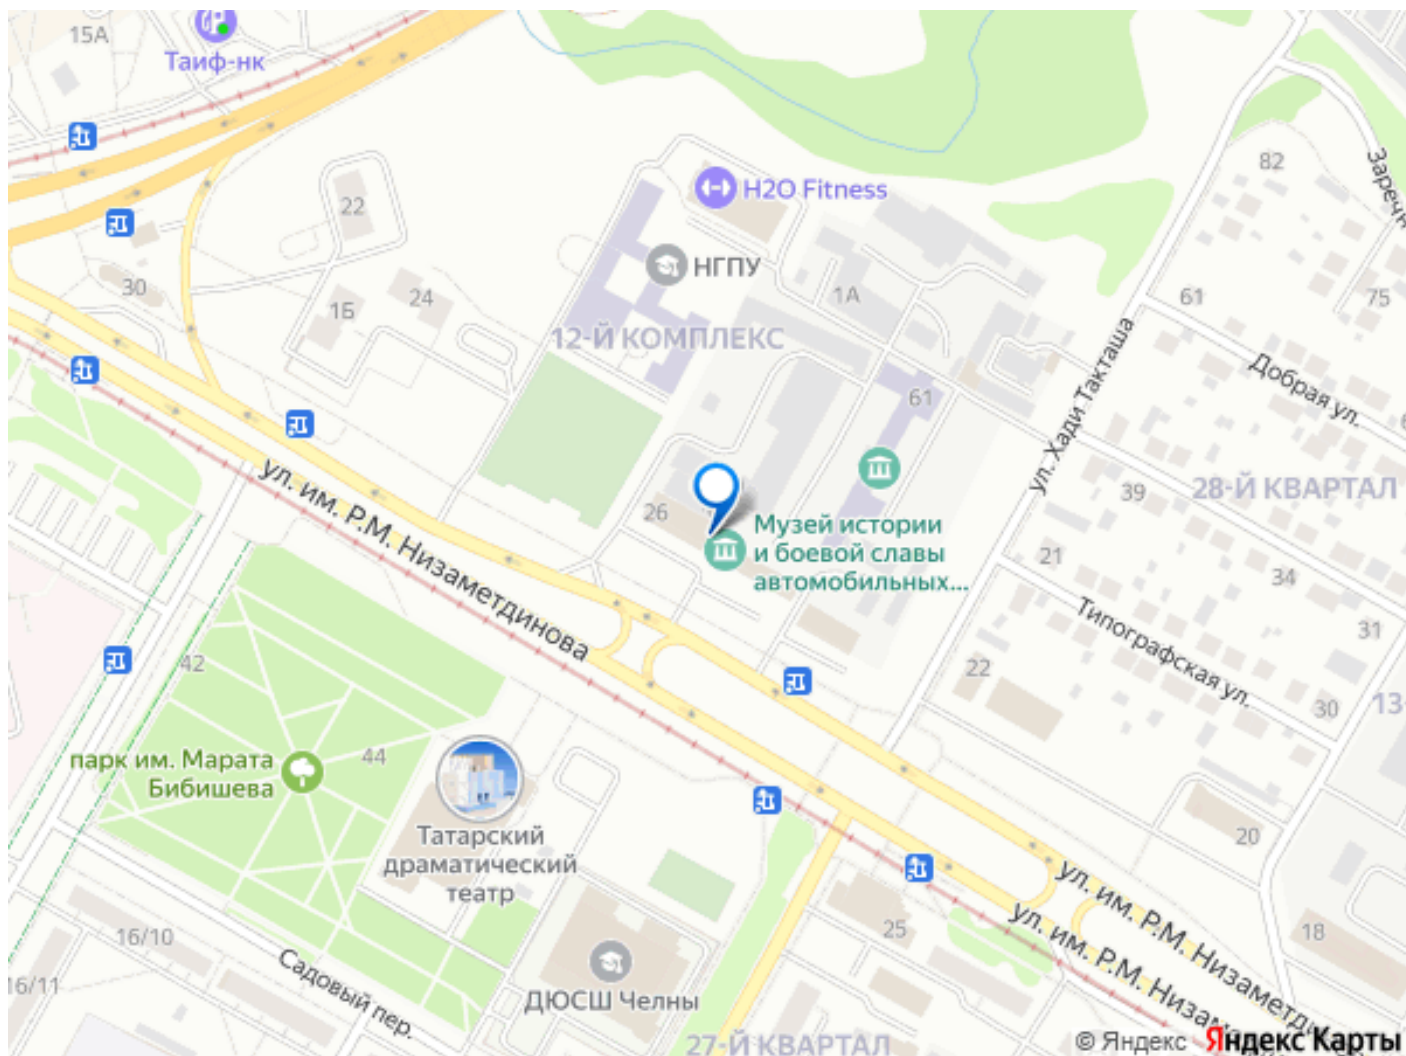 15А
Таиф-нк
22
30
1Б
24
H2O Fitness
НГПУ
12-Й КОМПЛЕКС
1А
61
82
Заречн
61
75
Добрая ул.
ул. Хади Такташа
28-Й КВАРТАЛ
39
21
34
31
Типографская ул.
30
22
13-
20
18
26
Музей истории
и боевой славы
автомобильных...
ул. им. Р.М. Низаметдинова
42
44
парк им. Марата
Бибишева
Татарский
драматический
театр
16/10
16/11
Садовый пер.
ДЮСШ Челны
25
27-Й КВАРТАЛ
ул. им. Р.М. Низаметди
ул. им. Р.М. Низам
© Яндекс Яндекс Карты